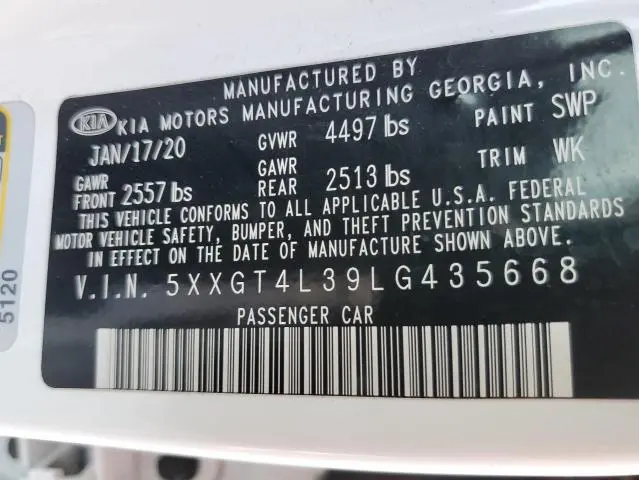 MANUFACTURED BY
KIA KIA MOTORS MANUFACTURING GEORGIA, INC.
JAN/17/20 GVWR 4497 lbs PAINT SWP
GAWR FRONT 2557 lbs GAWR REAR 2513 lbs TRIM WK
THIS VEHICLE CONFORMS TO ALL APPLICABLE U.S.A. FEDERAL
MOTOR VEHICLE SAFETY, BUMPER, AND THEFT PREVENTION STANDARDS
IN EFFECT ON THE DATE OF MANUFACTURE SHOWN ABOVE.
V.I.N. 5XXGT4L39LG435668
PASSENGER CAR
5120